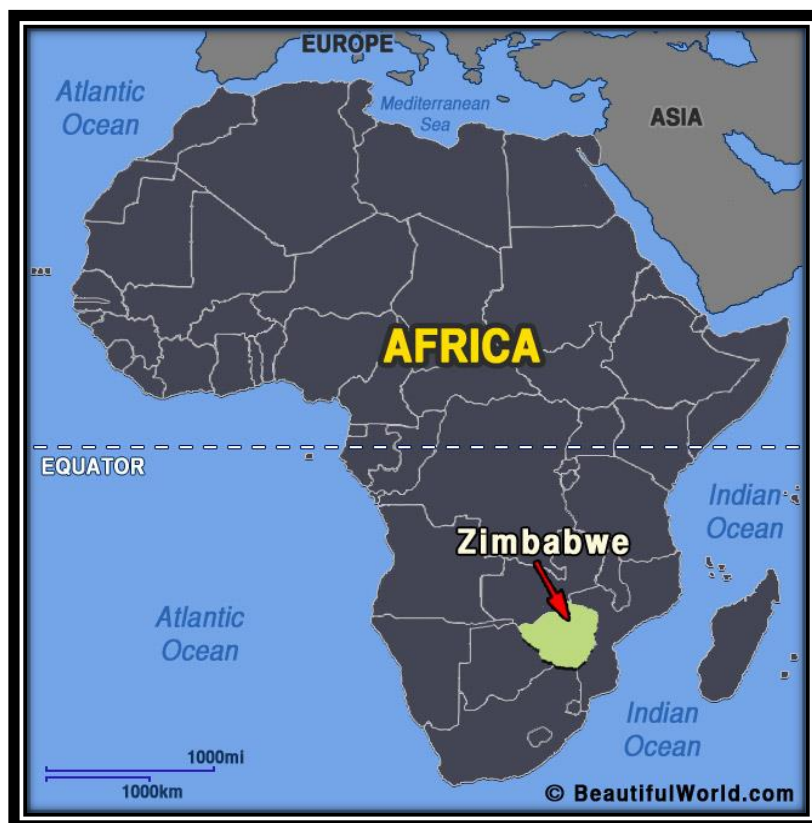 EUROPE
Atlantic
Ocean
Mediterranean
Sea
ASIA
AFRICA
EQUATOR
Indian
Ocean
Zimbabwe
Atlantic
Ocean
Indian
Ocean
1000mi
1000km
© BeautifulWorld.com